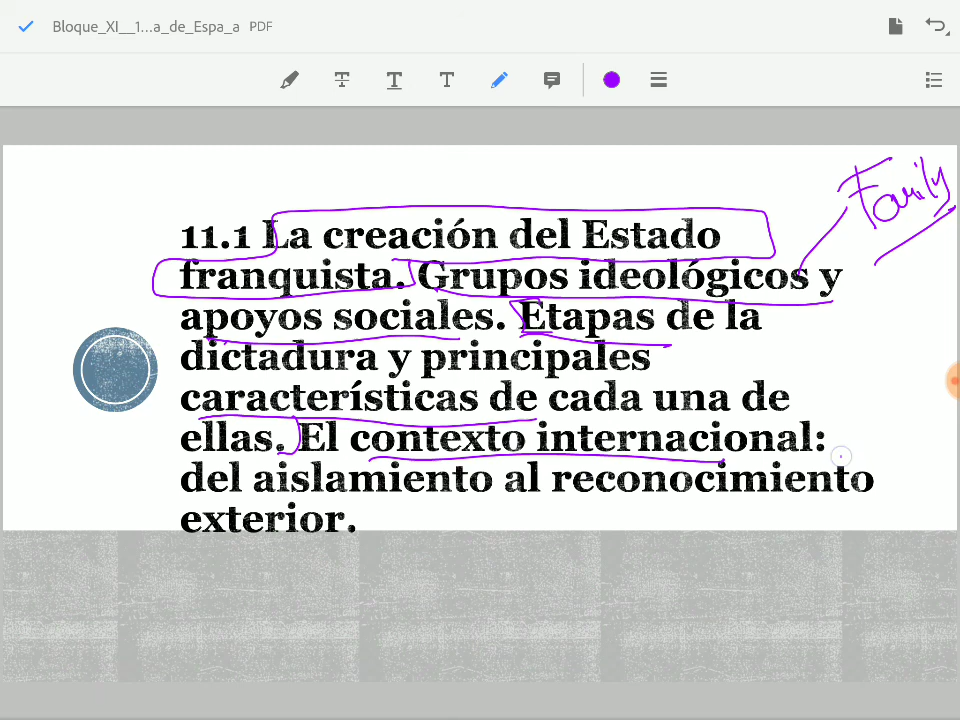 Bloque_XI__1...a_de_Espa_a PDF
T T T
Family
11.1 La creación del Estado
franquista. Grupos ideológicos y
apoyos sociales. Etapas de la
dictadura y principales
características de cada una de
ellas. El contexto internacional:
del aislamiento al reconocimiento
exterior.